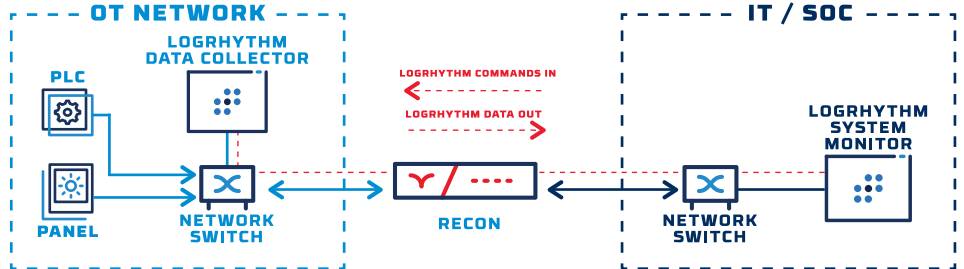 OT NETWORK
IT / SOC
LOGRHYTHM
DATA COLLECTOR
PLC
PANEL
NETWORK
SWITCH
LOGRHYTHM COMMANDS IN
LOGRHYTHM DATA OUT
RECON
NETWORK
SWITCH
LOGRHYTHM
SYSTEM
MONITOR